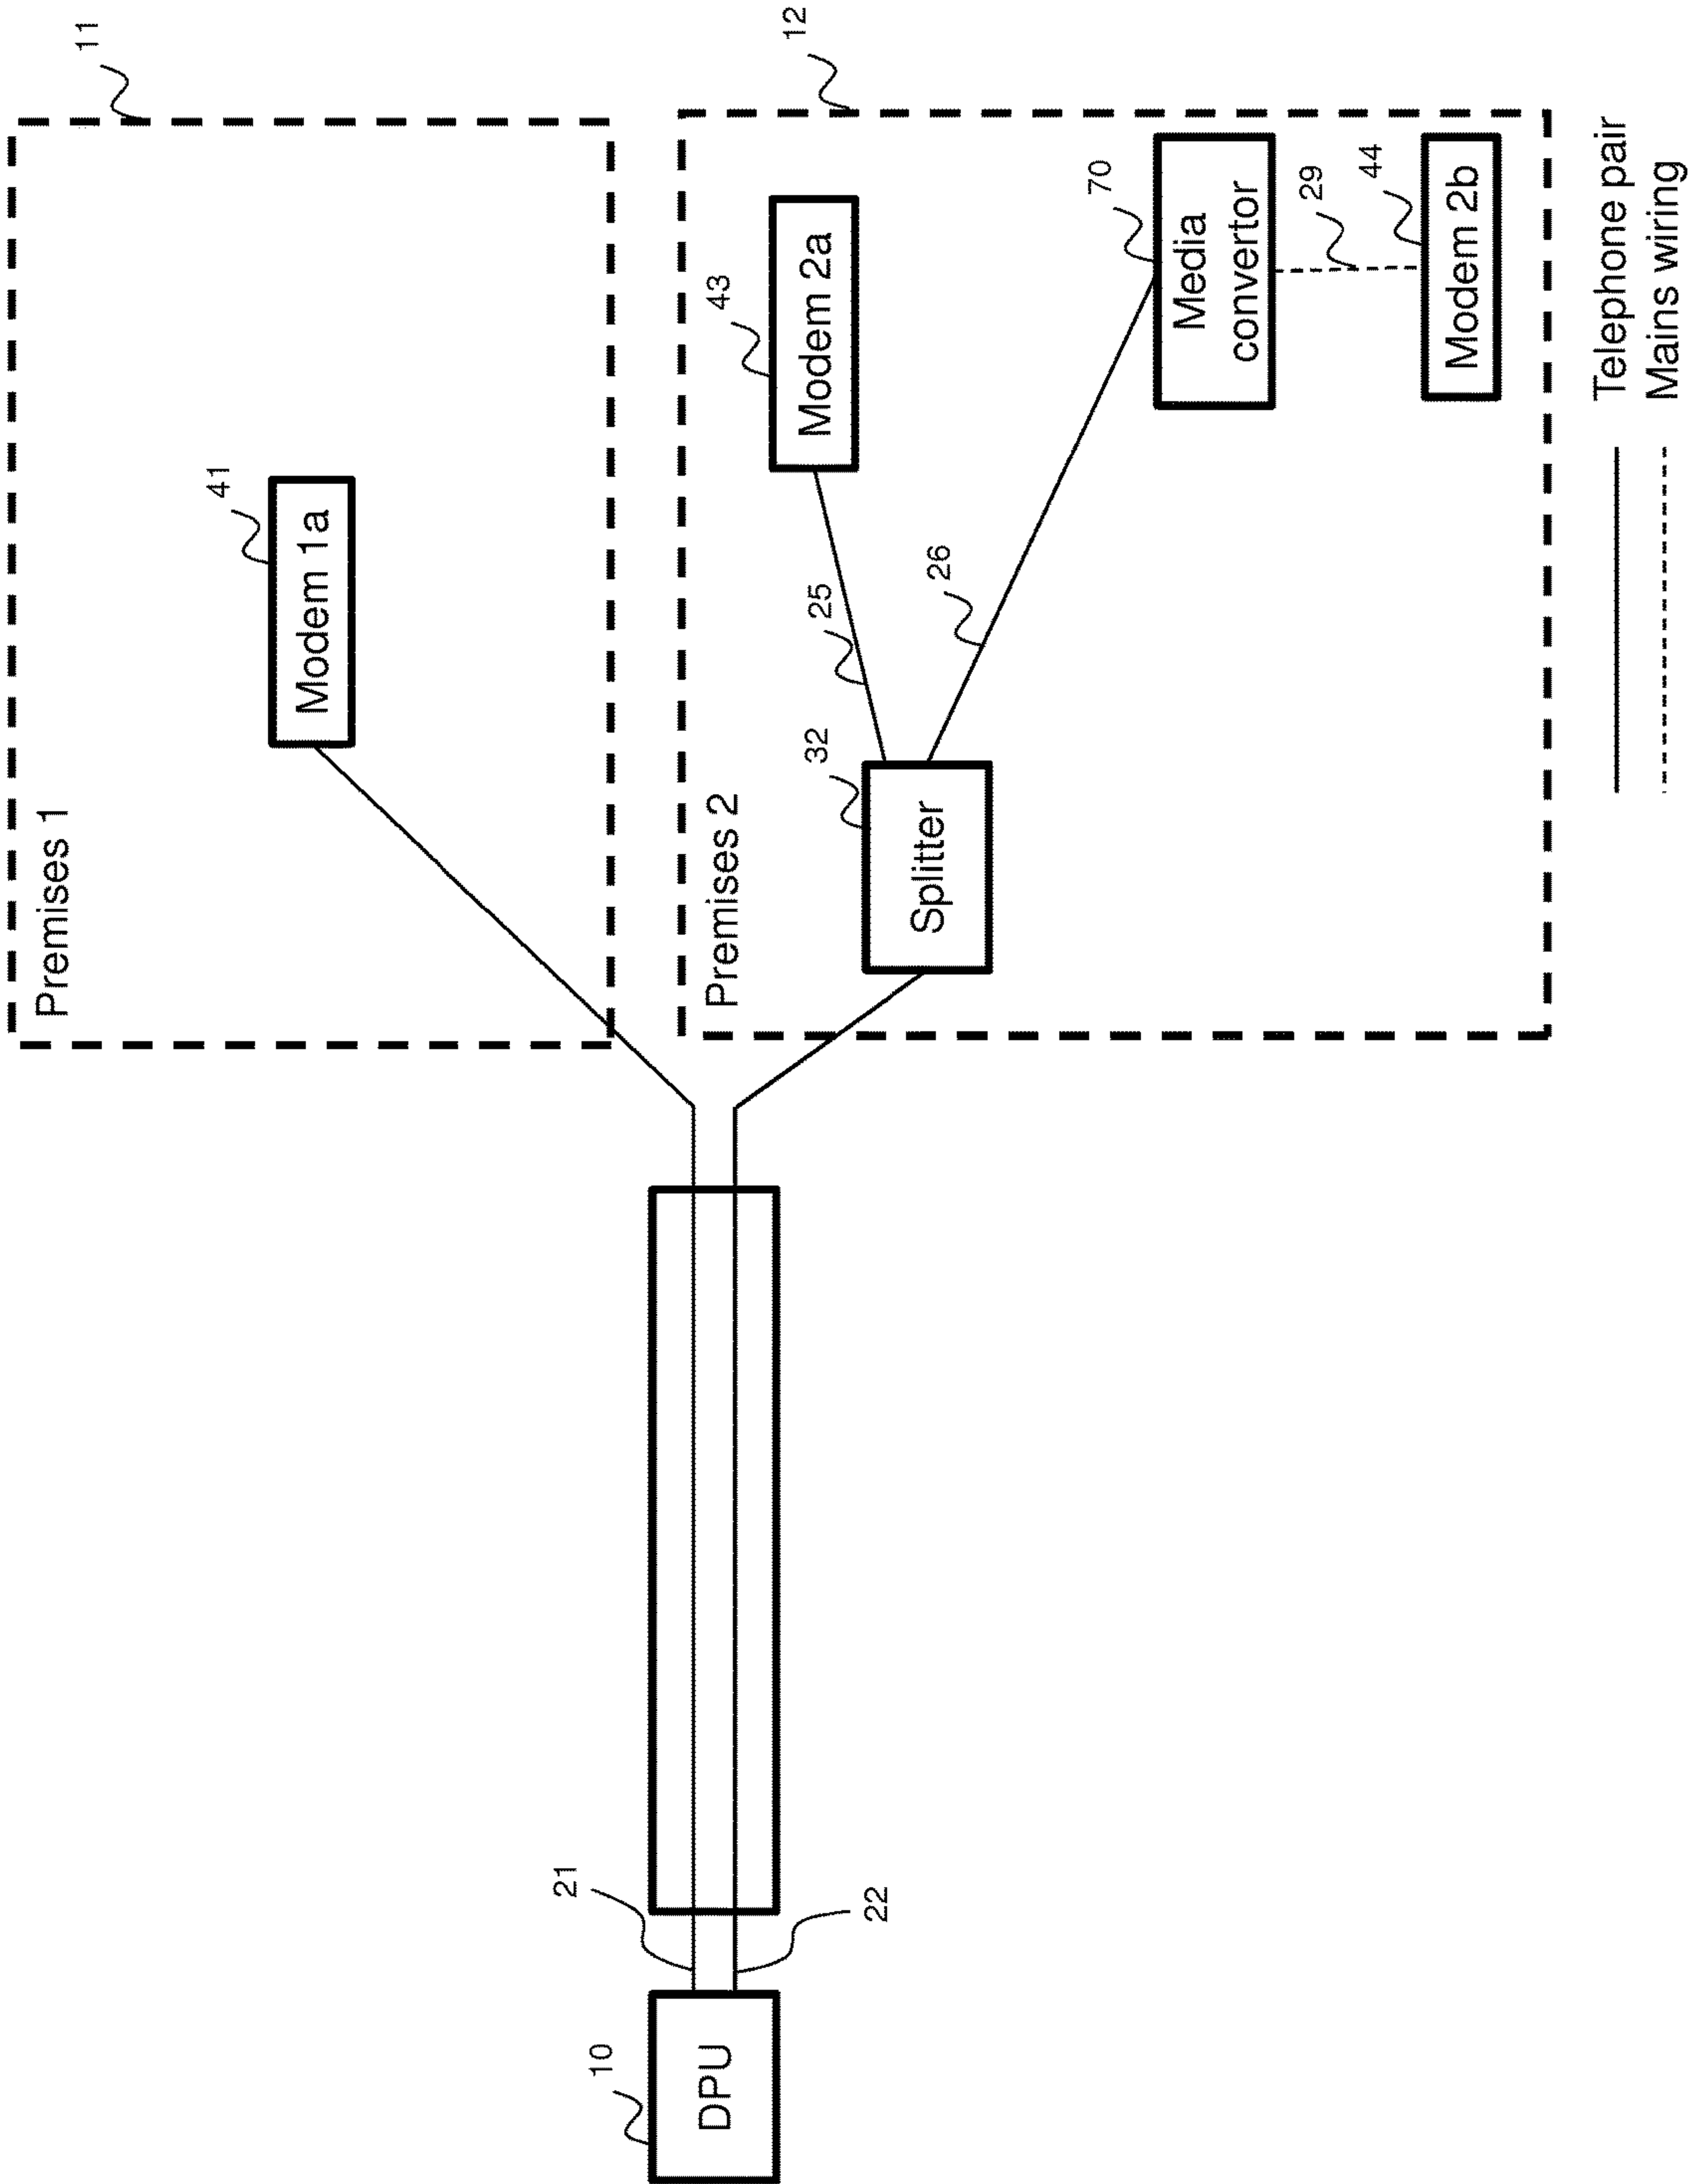 11
Premises 1
41
Modem 1a
12
Premises 2
43
Modem 2a
25
26
32
Splitter
70
Media
convertor
29
44
Modem 2b
21
22
10
DPU
Telephone pair
Mains wiring